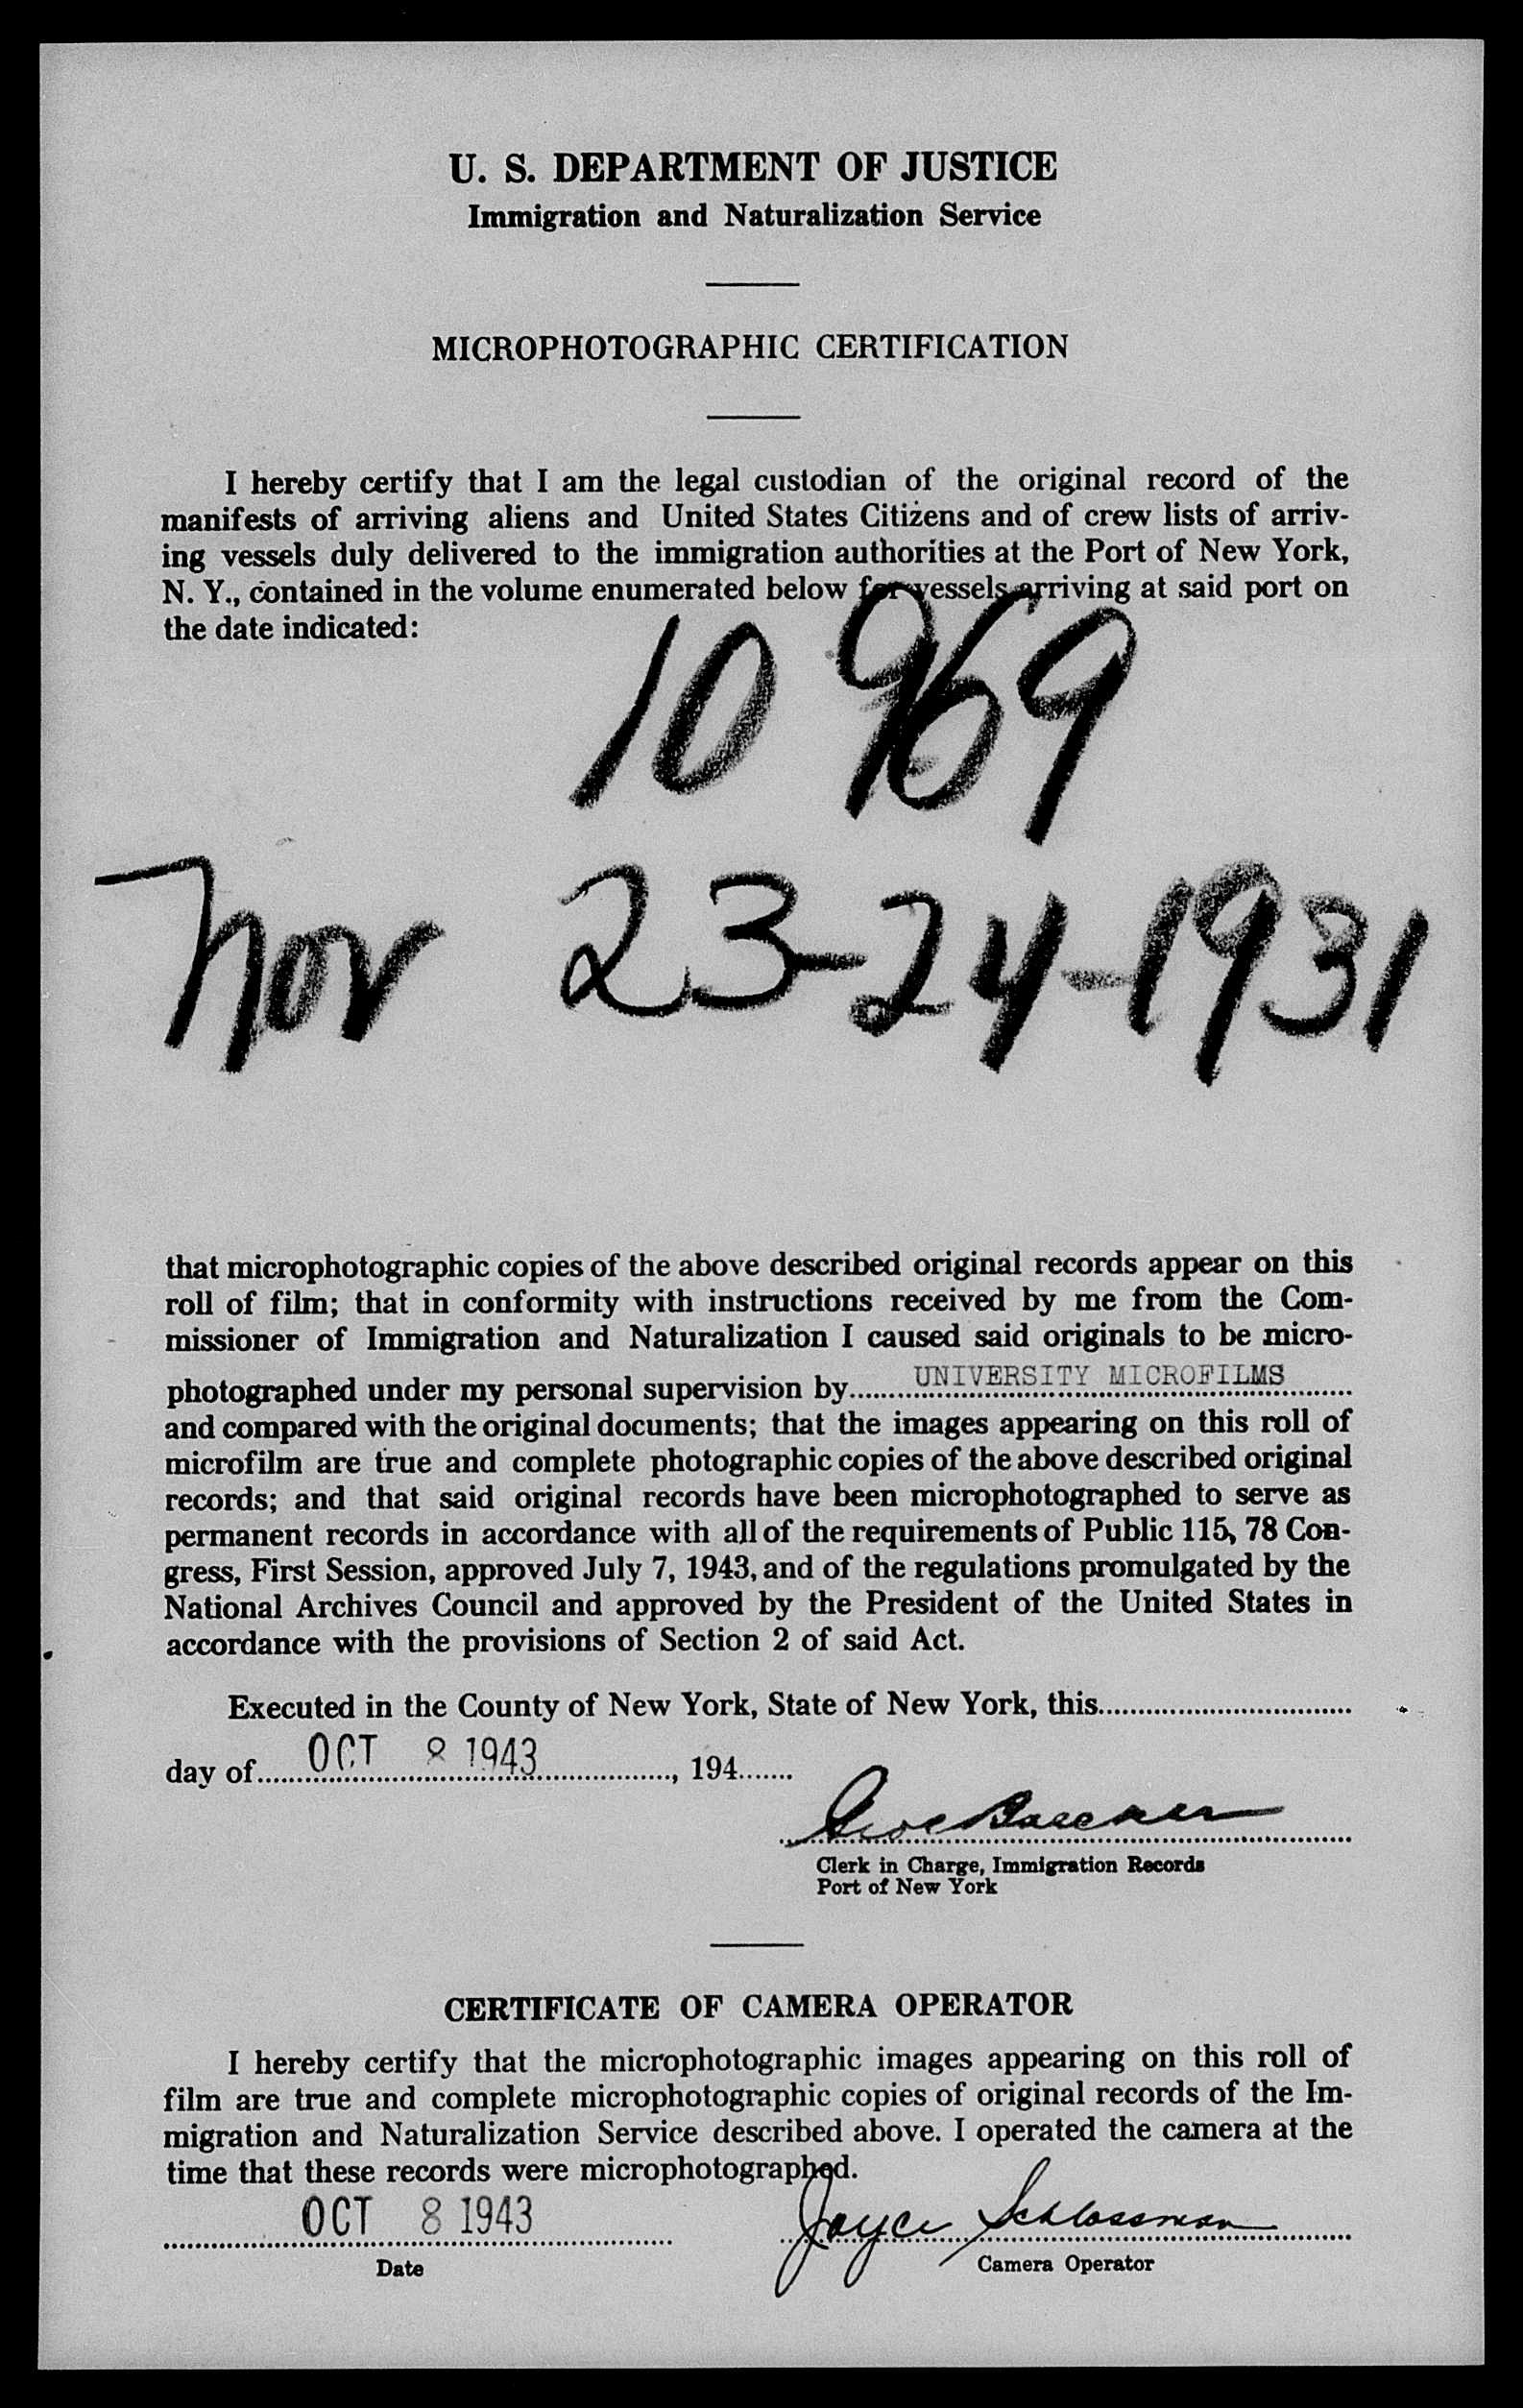 U. S. DEPARTMENT OF JUSTICE
Immigration and Naturalization Service
MICROPHOTOGRAPHIC CERTIFICATION
I hereby certify that I am the legal custodian of the original record of the
manifests of arriving aliens and United States Citizens and of crew lists of arriv-
ing vessels duly delivered to the immigration authorities at the Port of New York,
N. Y., contained in the volume enumerated below for vessels arriving at said port on
the date indicated:
10 969
Nov 23-24-1931
that microphotographic copies of the above described original records appear on this
roll of film; that in conformity with instructions received by me from the Com-
missioner of Immigration and Naturalization I caused said originals to be micro-
photographed under my personal supervision by UNIVERSITY MICROFILMS
and compared with the original documents; that the images appearing on this roll of
microfilm are true and complete photographic copies of the above described original
records; and that said original records have been microphotographed to serve as
permanent records in accordance with all of the requirements of Public 115, 78 Con-
gress, First Session, approved July 7, 1943, and of the regulations promulgated by the
National Archives Council and approved by the President of the United States in
accordance with the provisions of Section 2 of said Act.
Executed in the County of New York, State of New York, this
day of OCT 8 1943, 194
Clerk in Charge, Immigration Records
Port of New York
CERTIFICATE OF CAMERA OPERATOR
I hereby certify that the microphotographic images appearing on this roll of
film are true and complete microphotographic copies of original records of the Im-
migration and Naturalization Service described above. I operated the camera at the
time that these records were microphotographed.
OCT 8 1943 Joyce Schlossman
Date Camera Operator